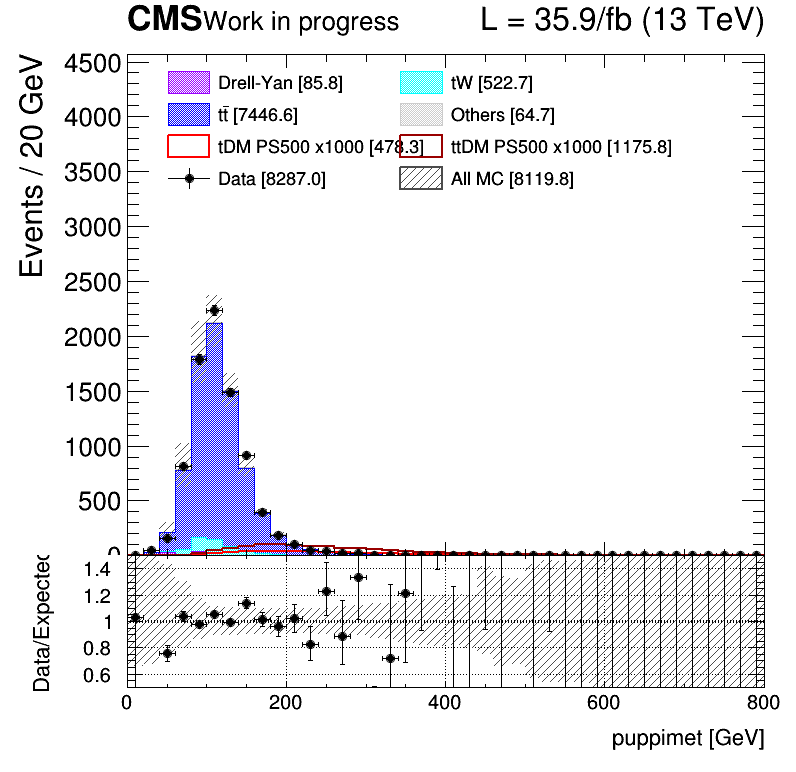 CMS Work in progress L = 35.9/fb (13 TeV)
Events / 20 GeV
4500
4000
3500
3000
2500
2000
1500
1000
500
0
Drell-Yan [85.8] tW [522.7]
tt̄ [7446.6] Others [64.7]
tDM PS500 x1000 [478.3] ttDM PS500 x1000 [1175.8]
Data [8287.0] All MC [8119.8]
Data/Expected
1.4
1.2
1
0.8
0.6
0 200 400 600 800
puppimet [GeV]